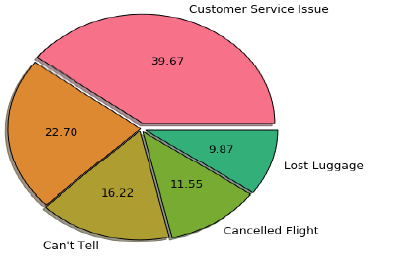 Customer Service Issue
39.67
22.70
9.87
Lost Luggage
11.55
16.22
Cancelled Flight
Can't Tell